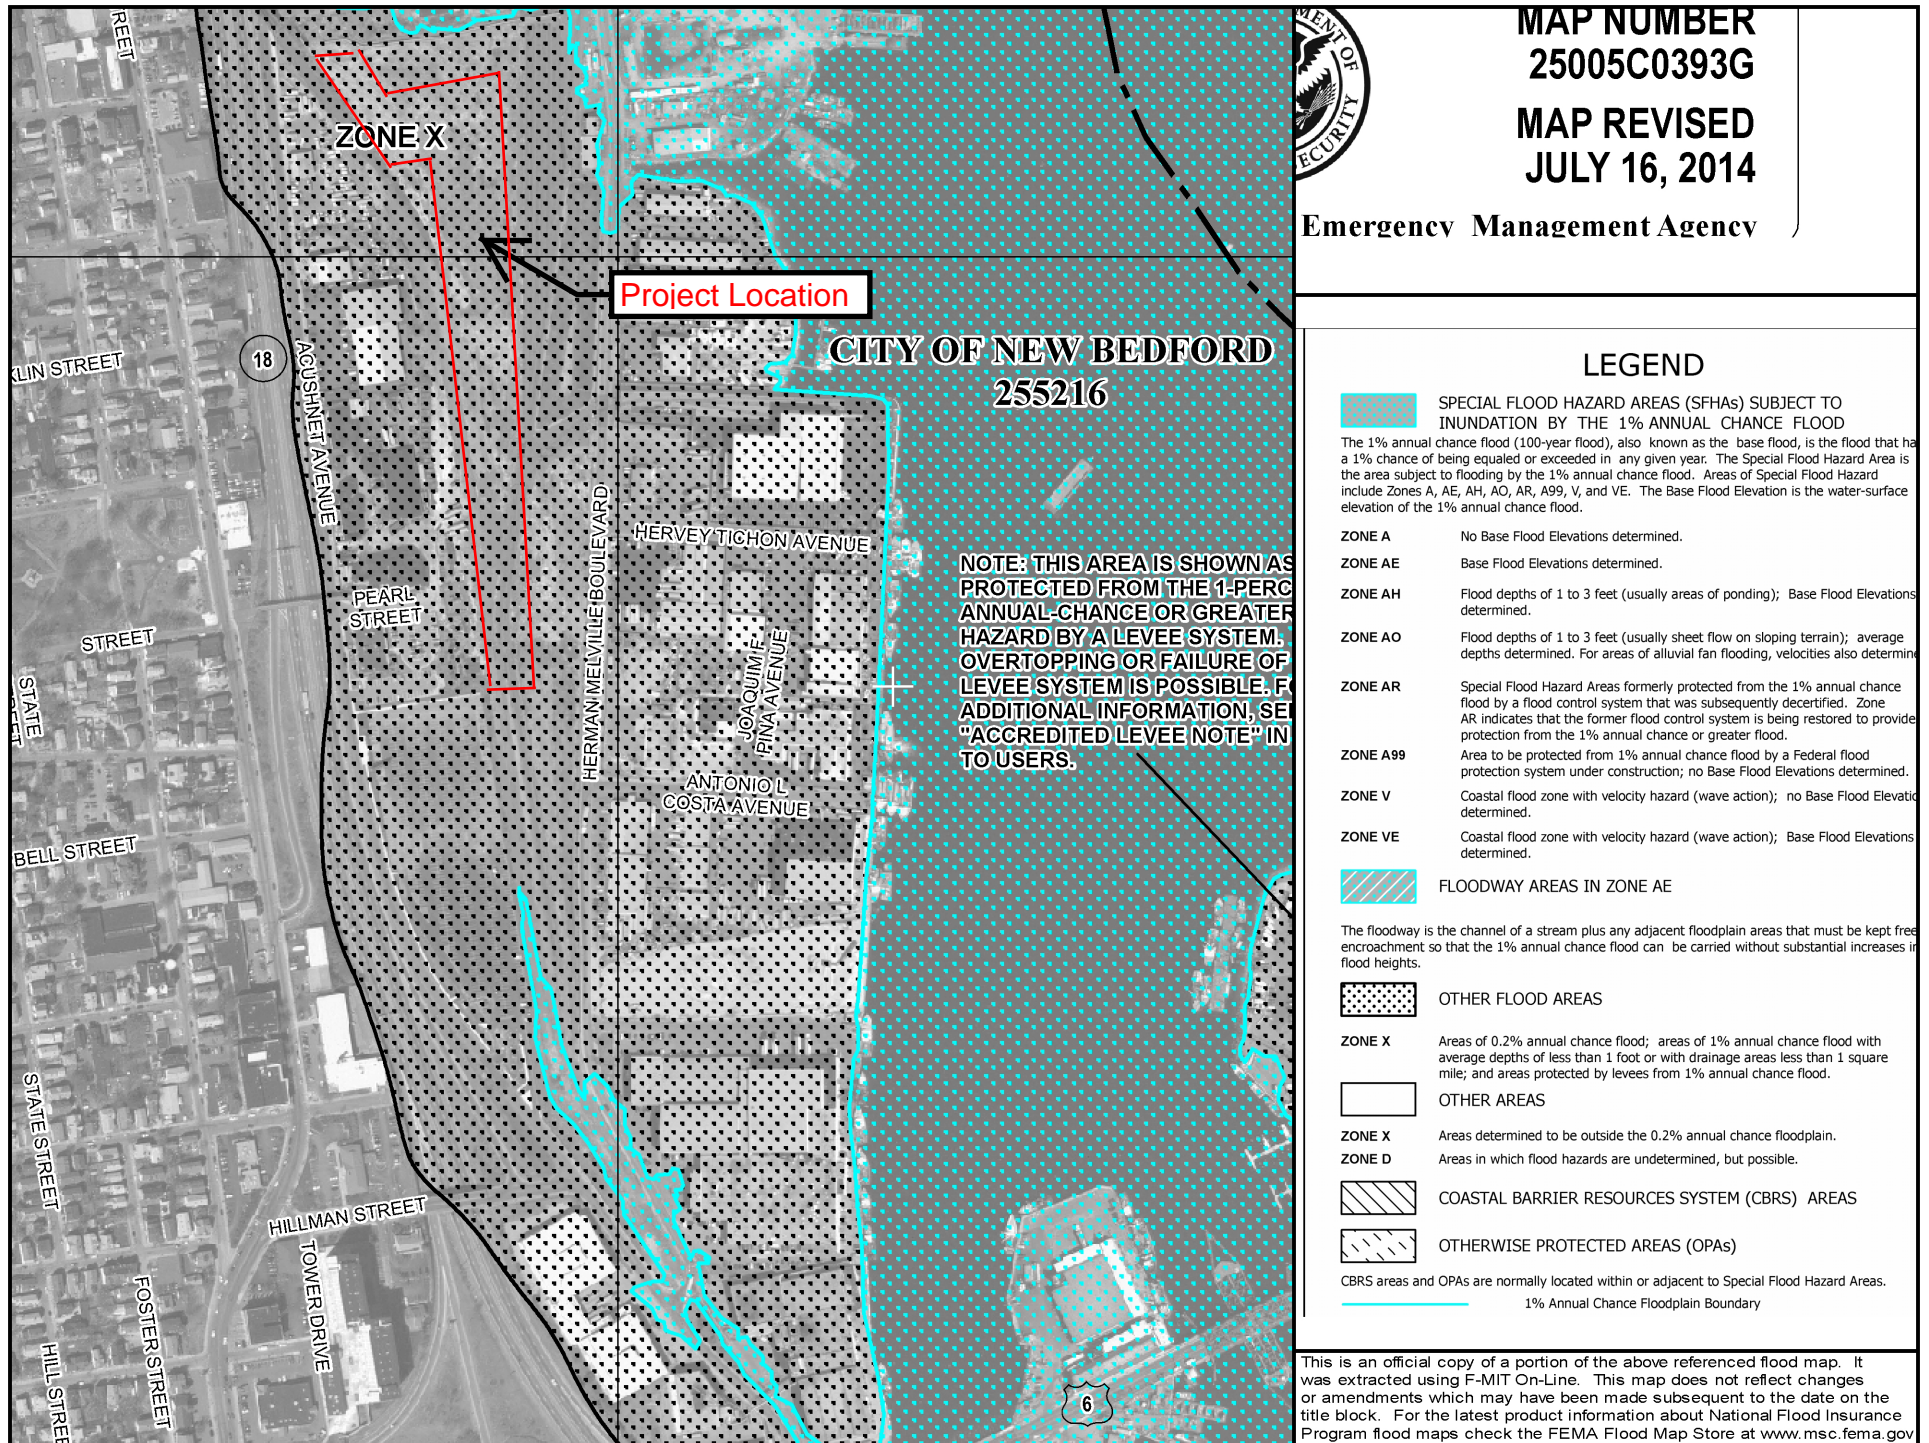 REET
ZONE X
Project Location
18
KLIN STREET
ACUSHNET AVENUE
CITY OF NEW BEDFORD
255216
HERVEY TICHON AVENUE
HERMAN MELVILLE BOULEVARD
PEARL
STREET
STREET
STATE
REET
JOAQUIM F
PINA AVENUE
NOTE: THIS AREA IS SHOWN AS
PROTECTED FROM THE 1-PERC
ANNUAL-CHANCE OR GREATER
HAZARD BY A LEVEE SYSTEM.
OVERTOPPING OR FAILURE OF
LEVEE SYSTEM IS POSSIBLE. FO
ADDITIONAL INFORMATION, SEE
"ACCREDITED LEVEE NOTE" IN
TO USERS.
ANTONIO L
COSTA AVENUE
BELL STREET
STATE STREET
HILLMAN STREET
TOWER DRIVE
FOSTER STREET
HILL STREE
6
MENT OF
SECURITY
MAP NUMBER
25005C0393G
MAP REVISED
JULY 16, 2014
Emergency Management Agency
LEGEND
SPECIAL FLOOD HAZARD AREAS (SFHAs) SUBJECT TO
INUNDATION BY THE 1% ANNUAL CHANCE FLOOD
The 1% annual chance flood (100-year flood), also known as the base flood, is the flood that ha
a 1% chance of being equaled or exceeded in any given year. The Special Flood Hazard Area is
the area subject to flooding by the 1% annual chance flood. Areas of Special Flood Hazard
include Zones A, AE, AH, AO, AR, A99, V, and VE. The Base Flood Elevation is the water-surface
elevation of the 1% annual chance flood.
ZONE A No Base Flood Elevations determined.
ZONE AE Base Flood Elevations determined.
ZONE AH Flood depths of 1 to 3 feet (usually areas of ponding); Base Flood Elevations
determined.
ZONE AO Flood depths of 1 to 3 feet (usually sheet flow on sloping terrain); average
depths determined. For areas of alluvial fan flooding, velocities also determine
ZONE AR Special Flood Hazard Areas formerly protected from the 1% annual chance
flood by a flood control system that was subsequently decertified. Zone
AR indicates that the former flood control system is being restored to provide
protection from the 1% annual chance or greater flood.
ZONE A99 Area to be protected from 1% annual chance flood by a Federal flood
protection system under construction; no Base Flood Elevations determined.
ZONE V Coastal flood zone with velocity hazard (wave action); no Base Flood Elevatio
determined.
ZONE VE Coastal flood zone with velocity hazard (wave action); Base Flood Elevations
determined.
FLOODWAY AREAS IN ZONE AE
The floodway is the channel of a stream plus any adjacent floodplain areas that must be kept free
encroachment so that the 1% annual chance flood can be carried without substantial increases in
flood heights.
OTHER FLOOD AREAS
ZONE X Areas of 0.2% annual chance flood; areas of 1% annual chance flood with
average depths of less than 1 foot or with drainage areas less than 1 square
mile; and areas protected by levees from 1% annual chance flood.
OTHER AREAS
ZONE X Areas determined to be outside the 0.2% annual chance floodplain.
ZONE D Areas in which flood hazards are undetermined, but possible.
COASTAL BARRIER RESOURCES SYSTEM (CBRS) AREAS
OTHERWISE PROTECTED AREAS (OPAs)
CBRS areas and OPAs are normally located within or adjacent to Special Flood Hazard Areas.
1% Annual Chance Floodplain Boundary
This is an official copy of a portion of the above referenced flood map. It
was extracted using F-MIT On-Line. This map does not reflect changes
or amendments which may have been made subsequent to the date on the
title block. For the latest product information about National Flood Insurance
Program flood maps check the FEMA Flood Map Store at www.msc.fema.gov